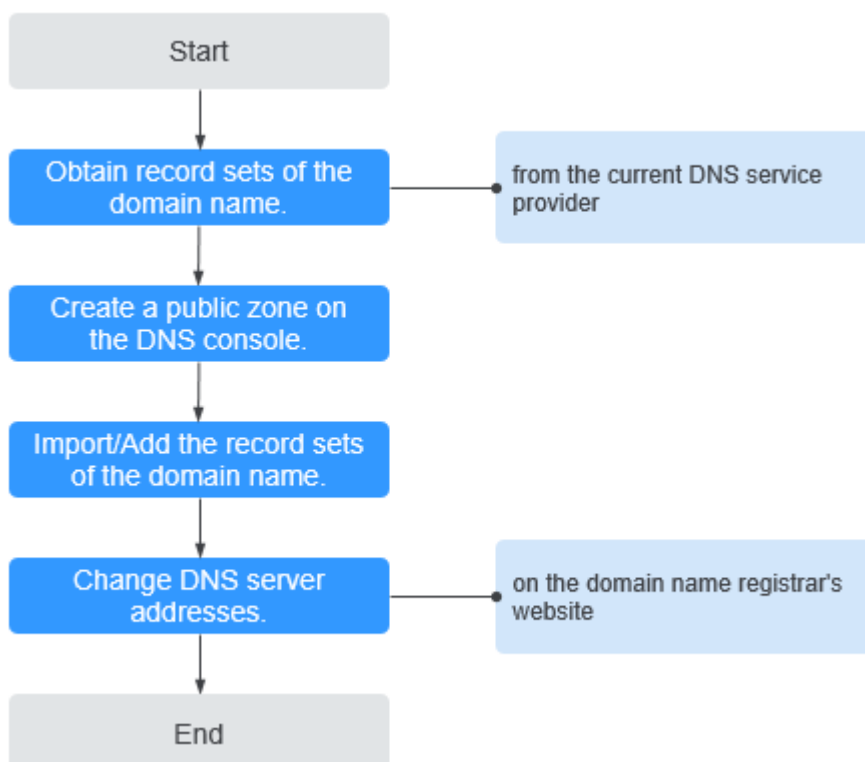 Start
Obtain record sets of the
domain name.
from the current DNS service
provider
Create a public zone on
the DNS console.
Import/Add the record sets
of the domain name.
Change DNS server
addresses.
on the domain name registrar's
website
End